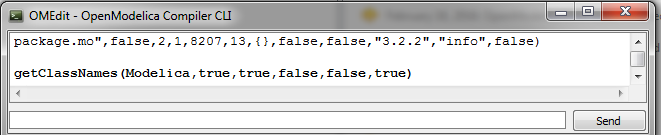 OMEdit - OpenModelica Compiler CLI
package.mo",false,2,1,8207,13,{},false,false,"3.2.2","info",false)
getClassNames(Modelica,true,true,false,false,true)
Send